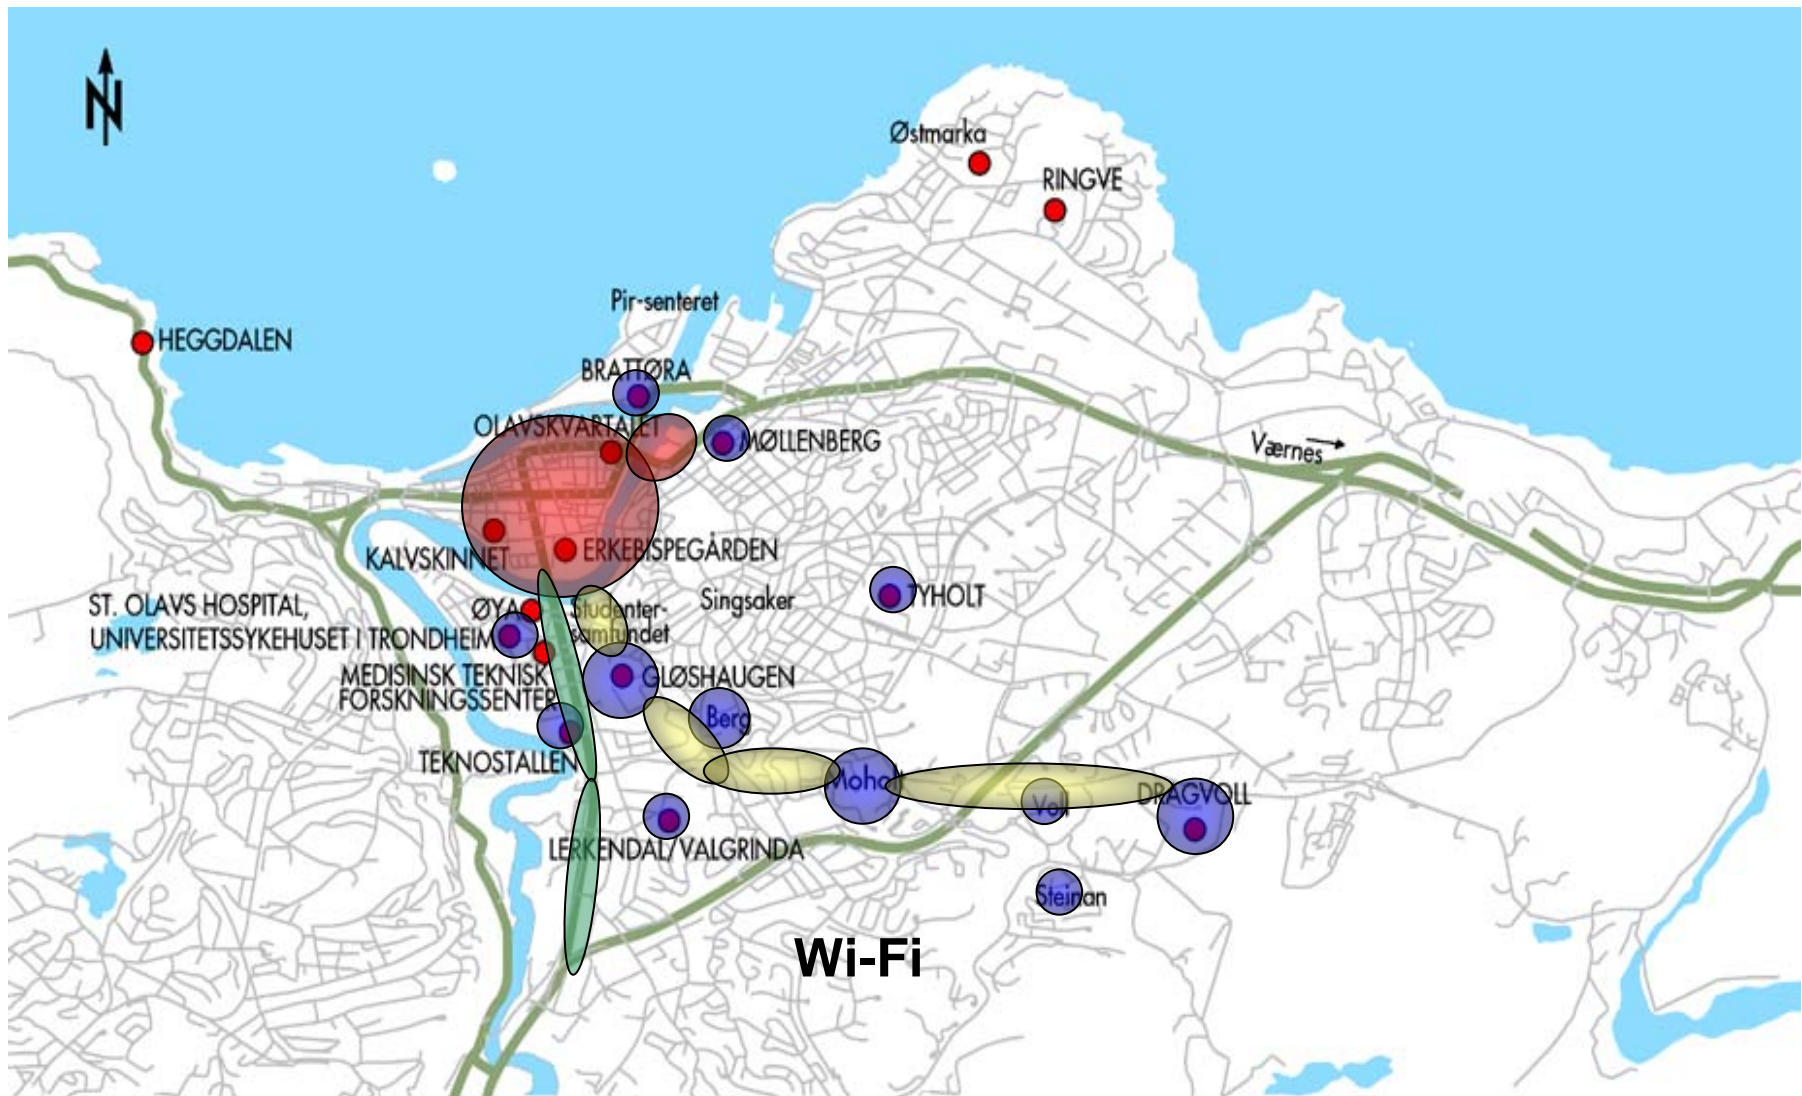 N
Østmarka
RINGVE
Pir-senteret
HEGGDALEN
BRATTØRA
OLAVSKVARTALET
MØLLENBERG
Værnes
KALVSKINNET
ERKEBISPEGÅRDEN
ST. OLAVS HOSPITAL,
UNIVERSITETSSYKEHUSET I TRONDHEIM
ØYA
Studenter-
samfundet
Singsaker
TYHOLT
MEDISINSK TEKNISK
FORSKNINGSSENTER
GLØSHAUGEN
Berg
TEKNOSTALLEN
Moholt
Voll
DRAGVOLL
LERKENDAL/VALGRINDA
Steinan
Wi-Fi